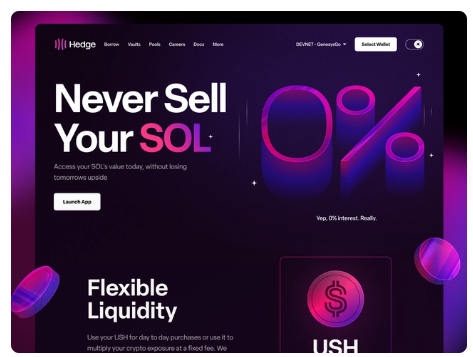 Hedge
Borrow Vaults Pools Careers Docs More
DEVNET - GenesysGo
Select Wallet
Never Sell
Your SOL
0%
Access your SOL's value today, without losing
tomorrows upside
Launch App
Yep, 0% interest. Really.
Flexible
Liquidity
$
USH
Use your USH for day to day purchases or use it to
multiply your crypto exposure at a fixed fee. We